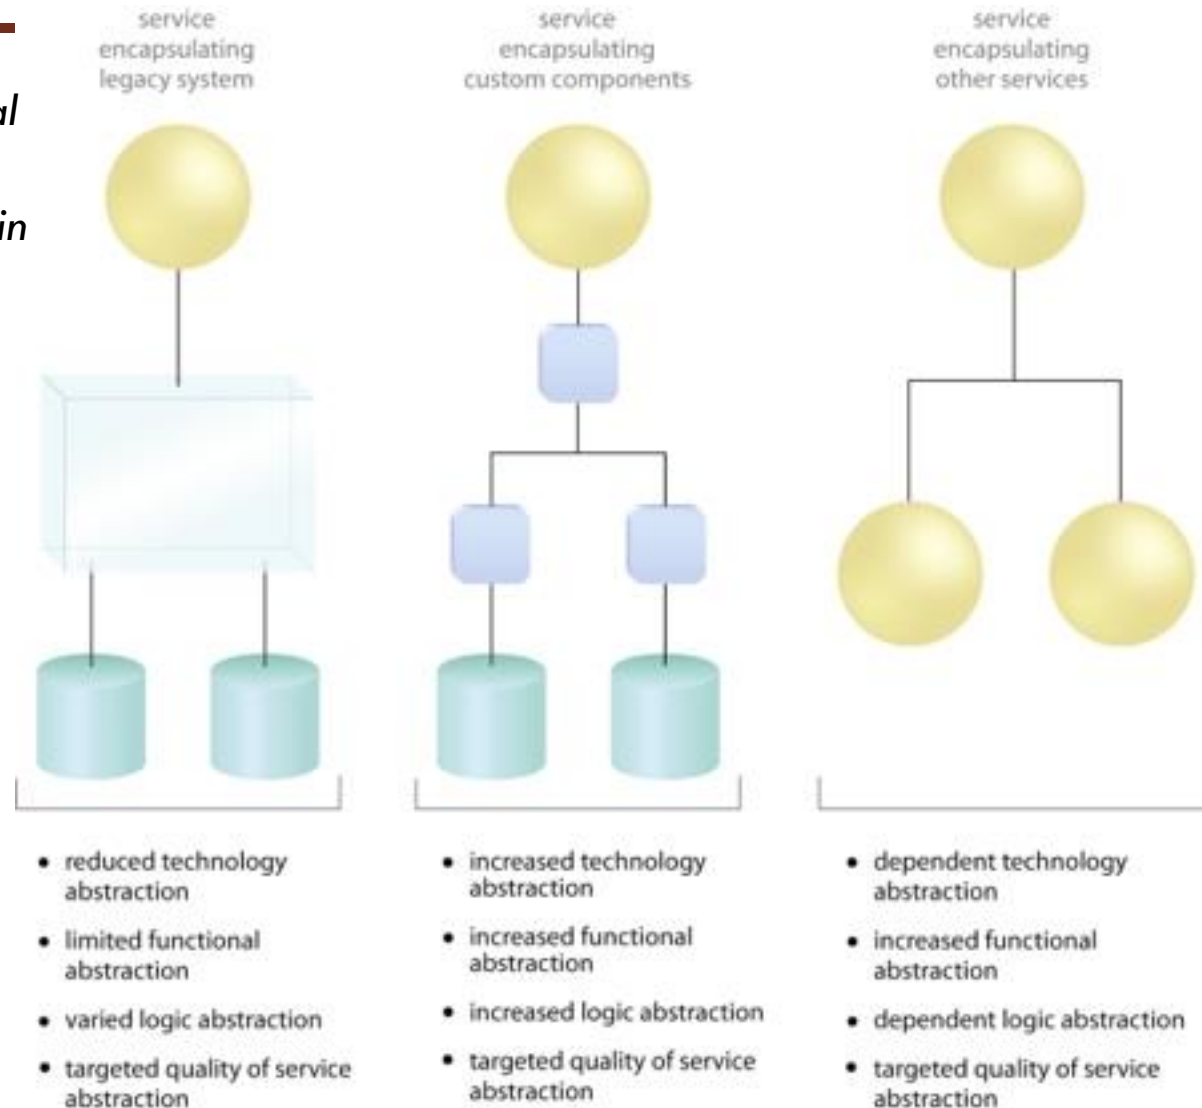 service
encapsulating
legacy system
service
encapsulating
custom components
service
encapsulating
other services
in
• reduced technology
abstraction
• limited functional
abstraction
• varied logic abstraction
• targeted quality of service
abstraction
• increased technology
abstraction
• increased functional
abstraction
• increased logic abstraction
• targeted quality of service
abstraction
• dependent technology
abstraction
• increased functional
abstraction
• dependent logic abstraction
• targeted quality of service
abstraction